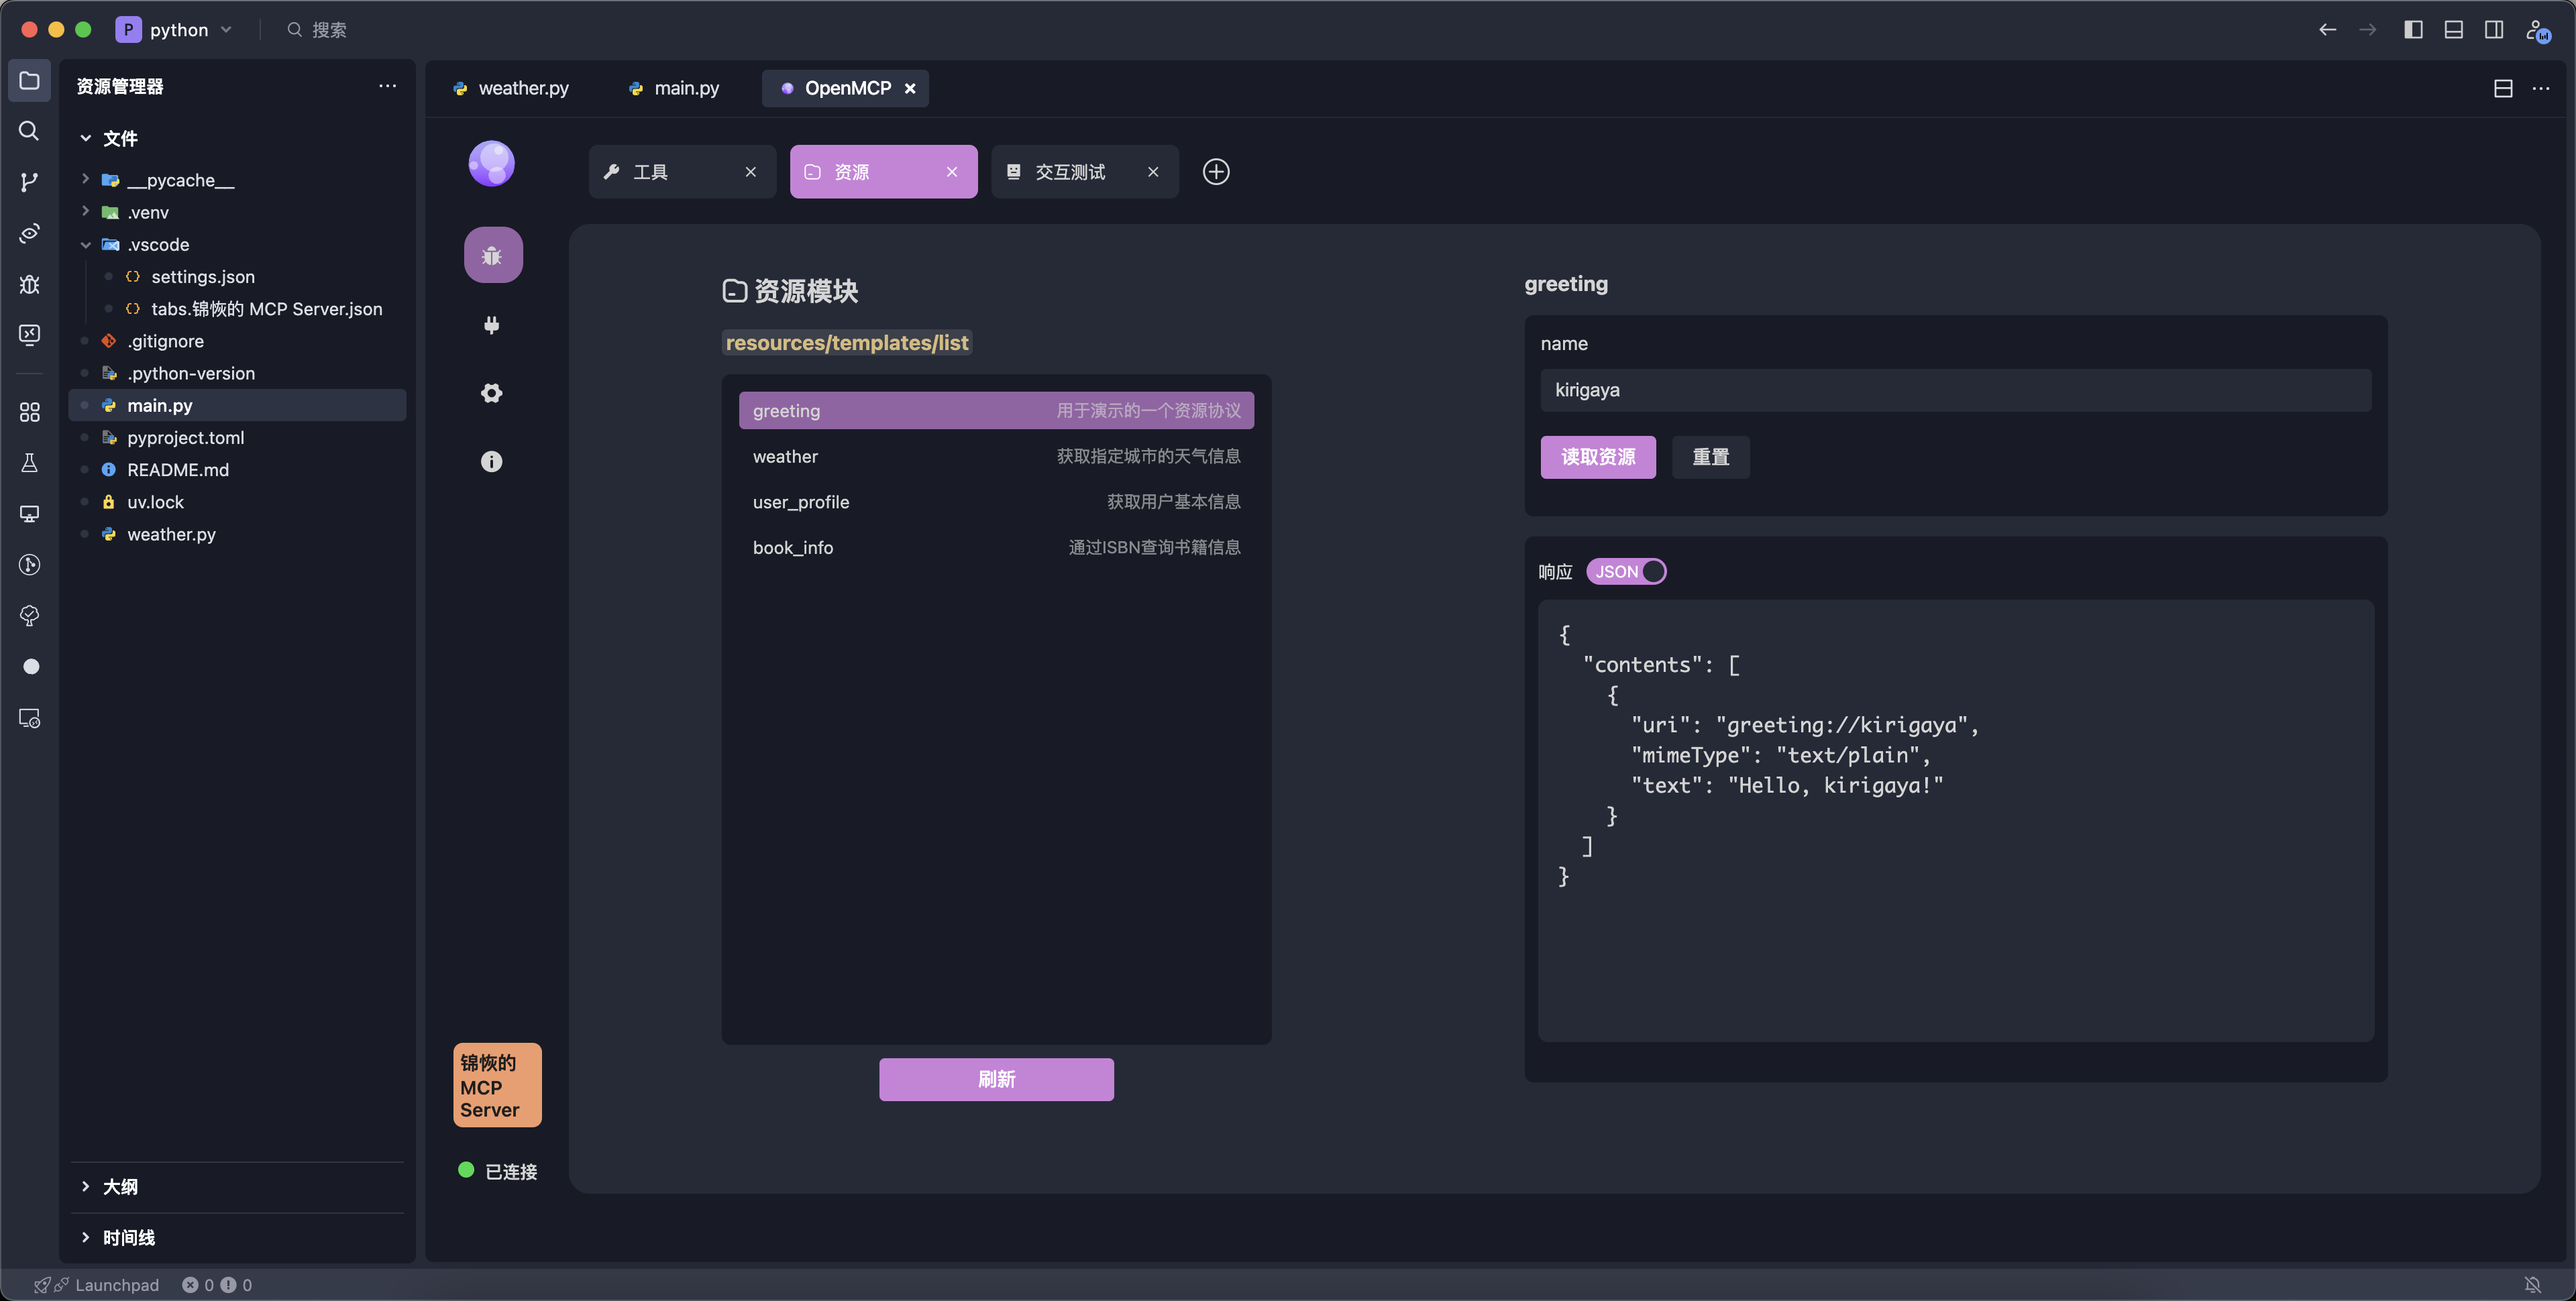 P python
搜索
资源管理器
文件
__pycache__
.venv
.vscode
settings.json
tabs.锦恢的 MCP Server.json
.gitignore
.python-version
main.py
pyproject.toml
README.md
uv.lock
weather.py
大纲
时间线
weather.py
main.py
OpenMCP
工具
资源
交互测试
锦恢的
MCP
Server
已连接
资源模块
resources/templates/list
greeting 用于演示的一个资源协议
weather 获取指定城市的天气信息
user_profile 获取用户基本信息
book_info 通过ISBN查询书籍信息
刷新
greeting
name
kirigaya
读取资源 重置
响应 JSON
{
"contents": [
{
"uri": "greeting://kirigaya",
"mimeType": "text/plain",
"text": "Hello, kirigaya!"
}
]
}
Launchpad 0 0